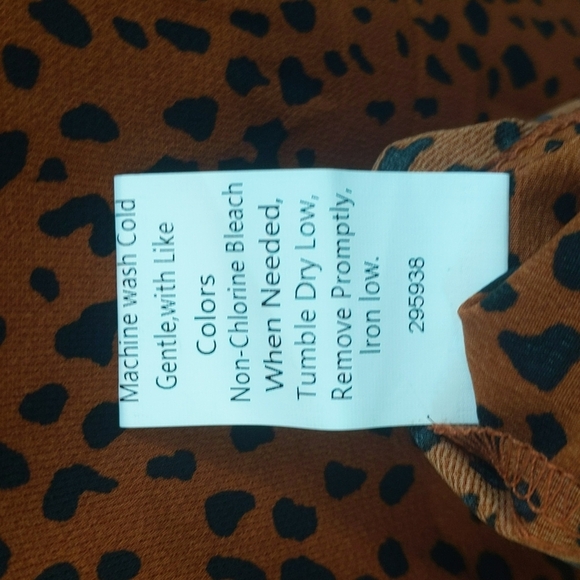 Machine wash Cold
Gentle,with Like
Colors
Non-Chlorine Bleach
When Needed,
Tumble Dry Low,
Remove Promptly,
Iron low.
295938